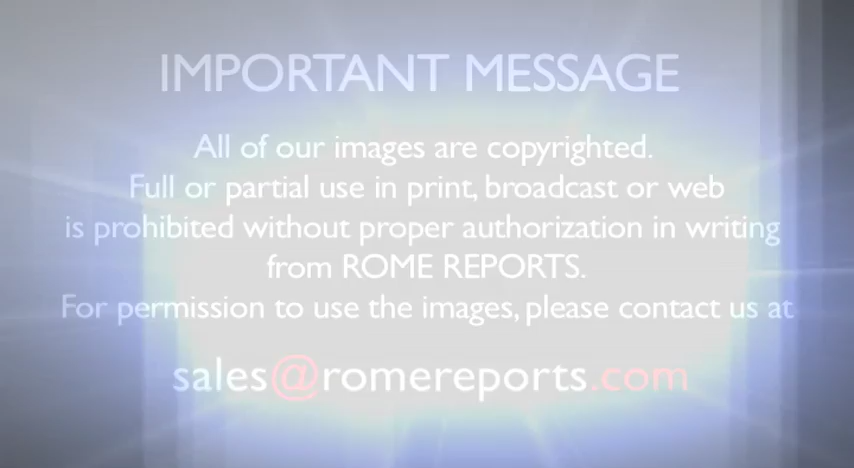 IMPORTANT MESSAGE
All of our images are copyrighted.
Full or partial use in print, broadcast or web
is prohibited without proper authorization in writing
from ROME REPORTS.
For permission to use the images, please contact us at
sales@romereports.com